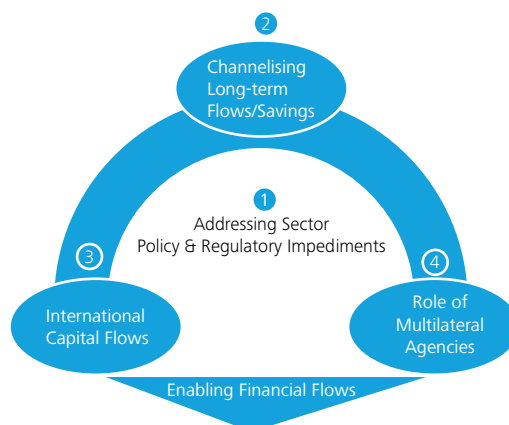 2
Channelising
Long-term
Flows/Savings
1
Addressing Sector
Policy & Regulatory Impediments
3
International
Capital Flows
4
Role of
Multilateral
Agencies
Enabling Financial Flows